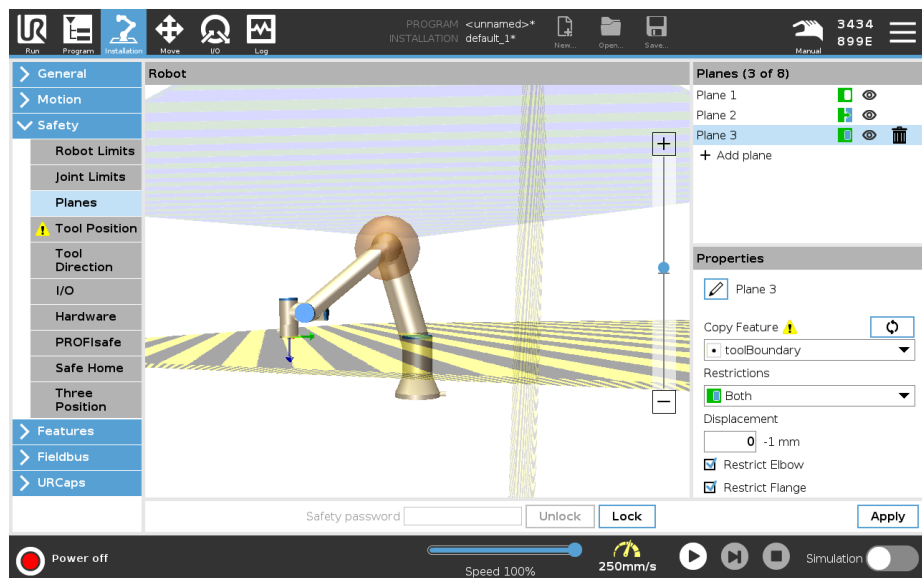 PROGRAM <unnamed>*
INSTALLATION default_1*
UR
Run
Program
Installation
Move
I/O
Log
New...
Open...
Save...
Manual
3434
899E
General
Motion
Safety
Robot Limits
Joint Limits
Planes
Tool Position
Tool
Direction
I/O
Hardware
PROFIsafe
Safe Home
Three
Position
Features
Fieldbus
URCaps
Robot
Planes (3 of 8)
Plane 1
Plane 2
Plane 3
+ Add plane
Properties
Plane 3
Copy Feature
toolBoundary
Restrictions
Both
Displacement
0 -1 mm
Restrict Elbow
Restrict Flange
Safety password
Unlock
Lock
Apply
Power off
Speed 100%
250mm/s
Simulation